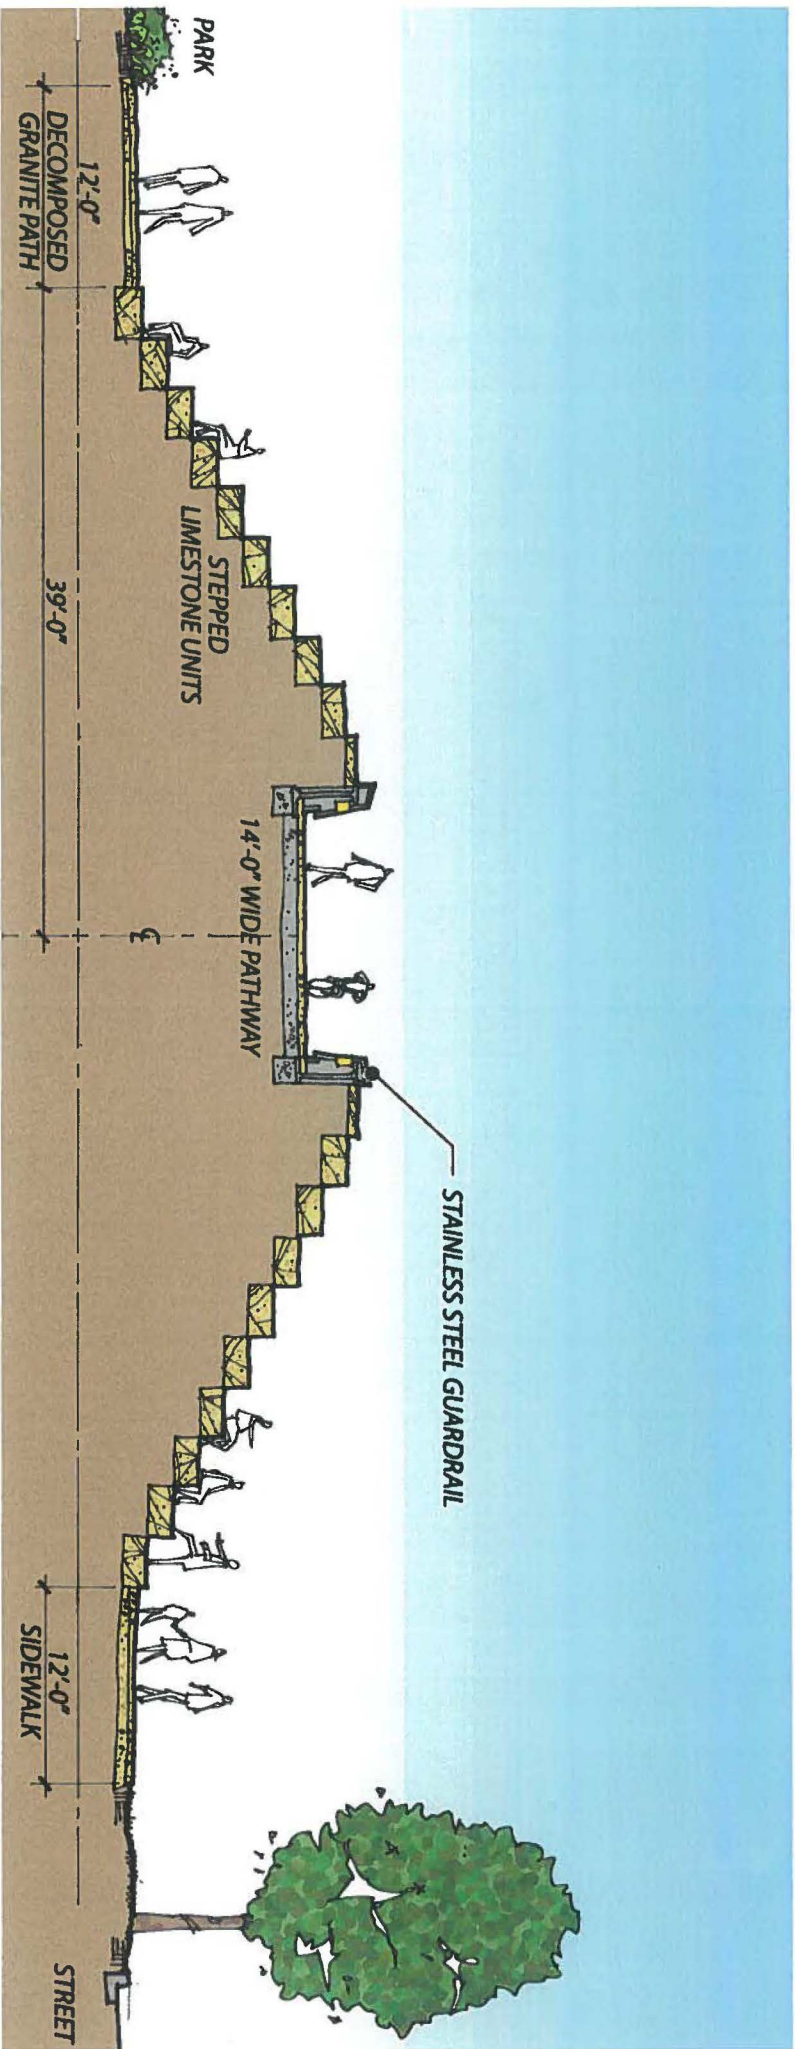 PARK
12'-0"
DECOMPOSED
GRANITE PATH
STEPPED
LIMESTONE UNITS
39'-0"
14'-0" WIDE PATHWAY
℄
STAINLESS STEEL GUARDRAIL
12'-0"
SIDEWALK
STREET